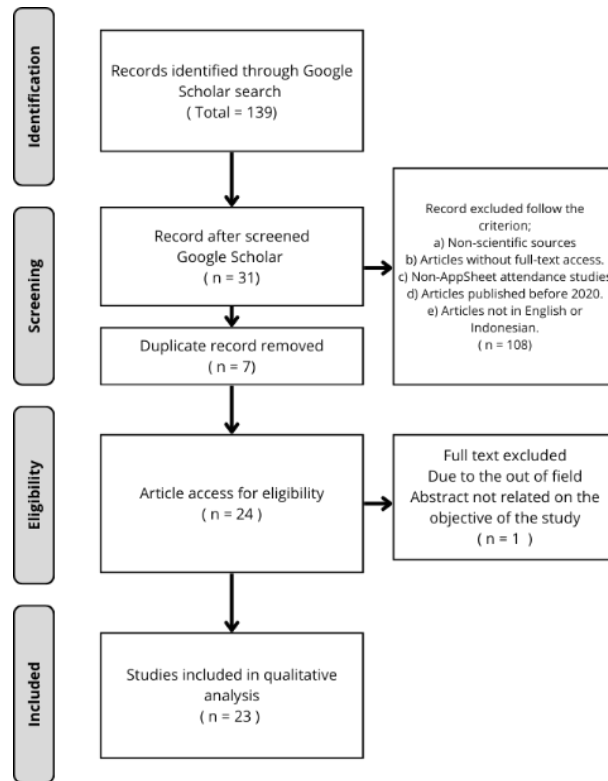 Identification
Records identified through Google
Scholar search
( Total = 139)
Screening
Record after screened
Google Scholar
( n = 31)
Record excluded follow the
criterion;
a) Non-scientific sources
b) Articles without full-text access.
c) Non-AppSheet attendance studies
d) Articles published before 2020.
e) Articles not in English or
Indonesian.
( n = 108)
Duplicate record removed
( n = 7)
Eligibility
Article access for eligibility
( n = 24 )
Full text excluded
Due to the out of field
Abstract not related on the
objective of the study
( n = 1 )
Included
Studies included in qualitative
analysis
( n = 23 )